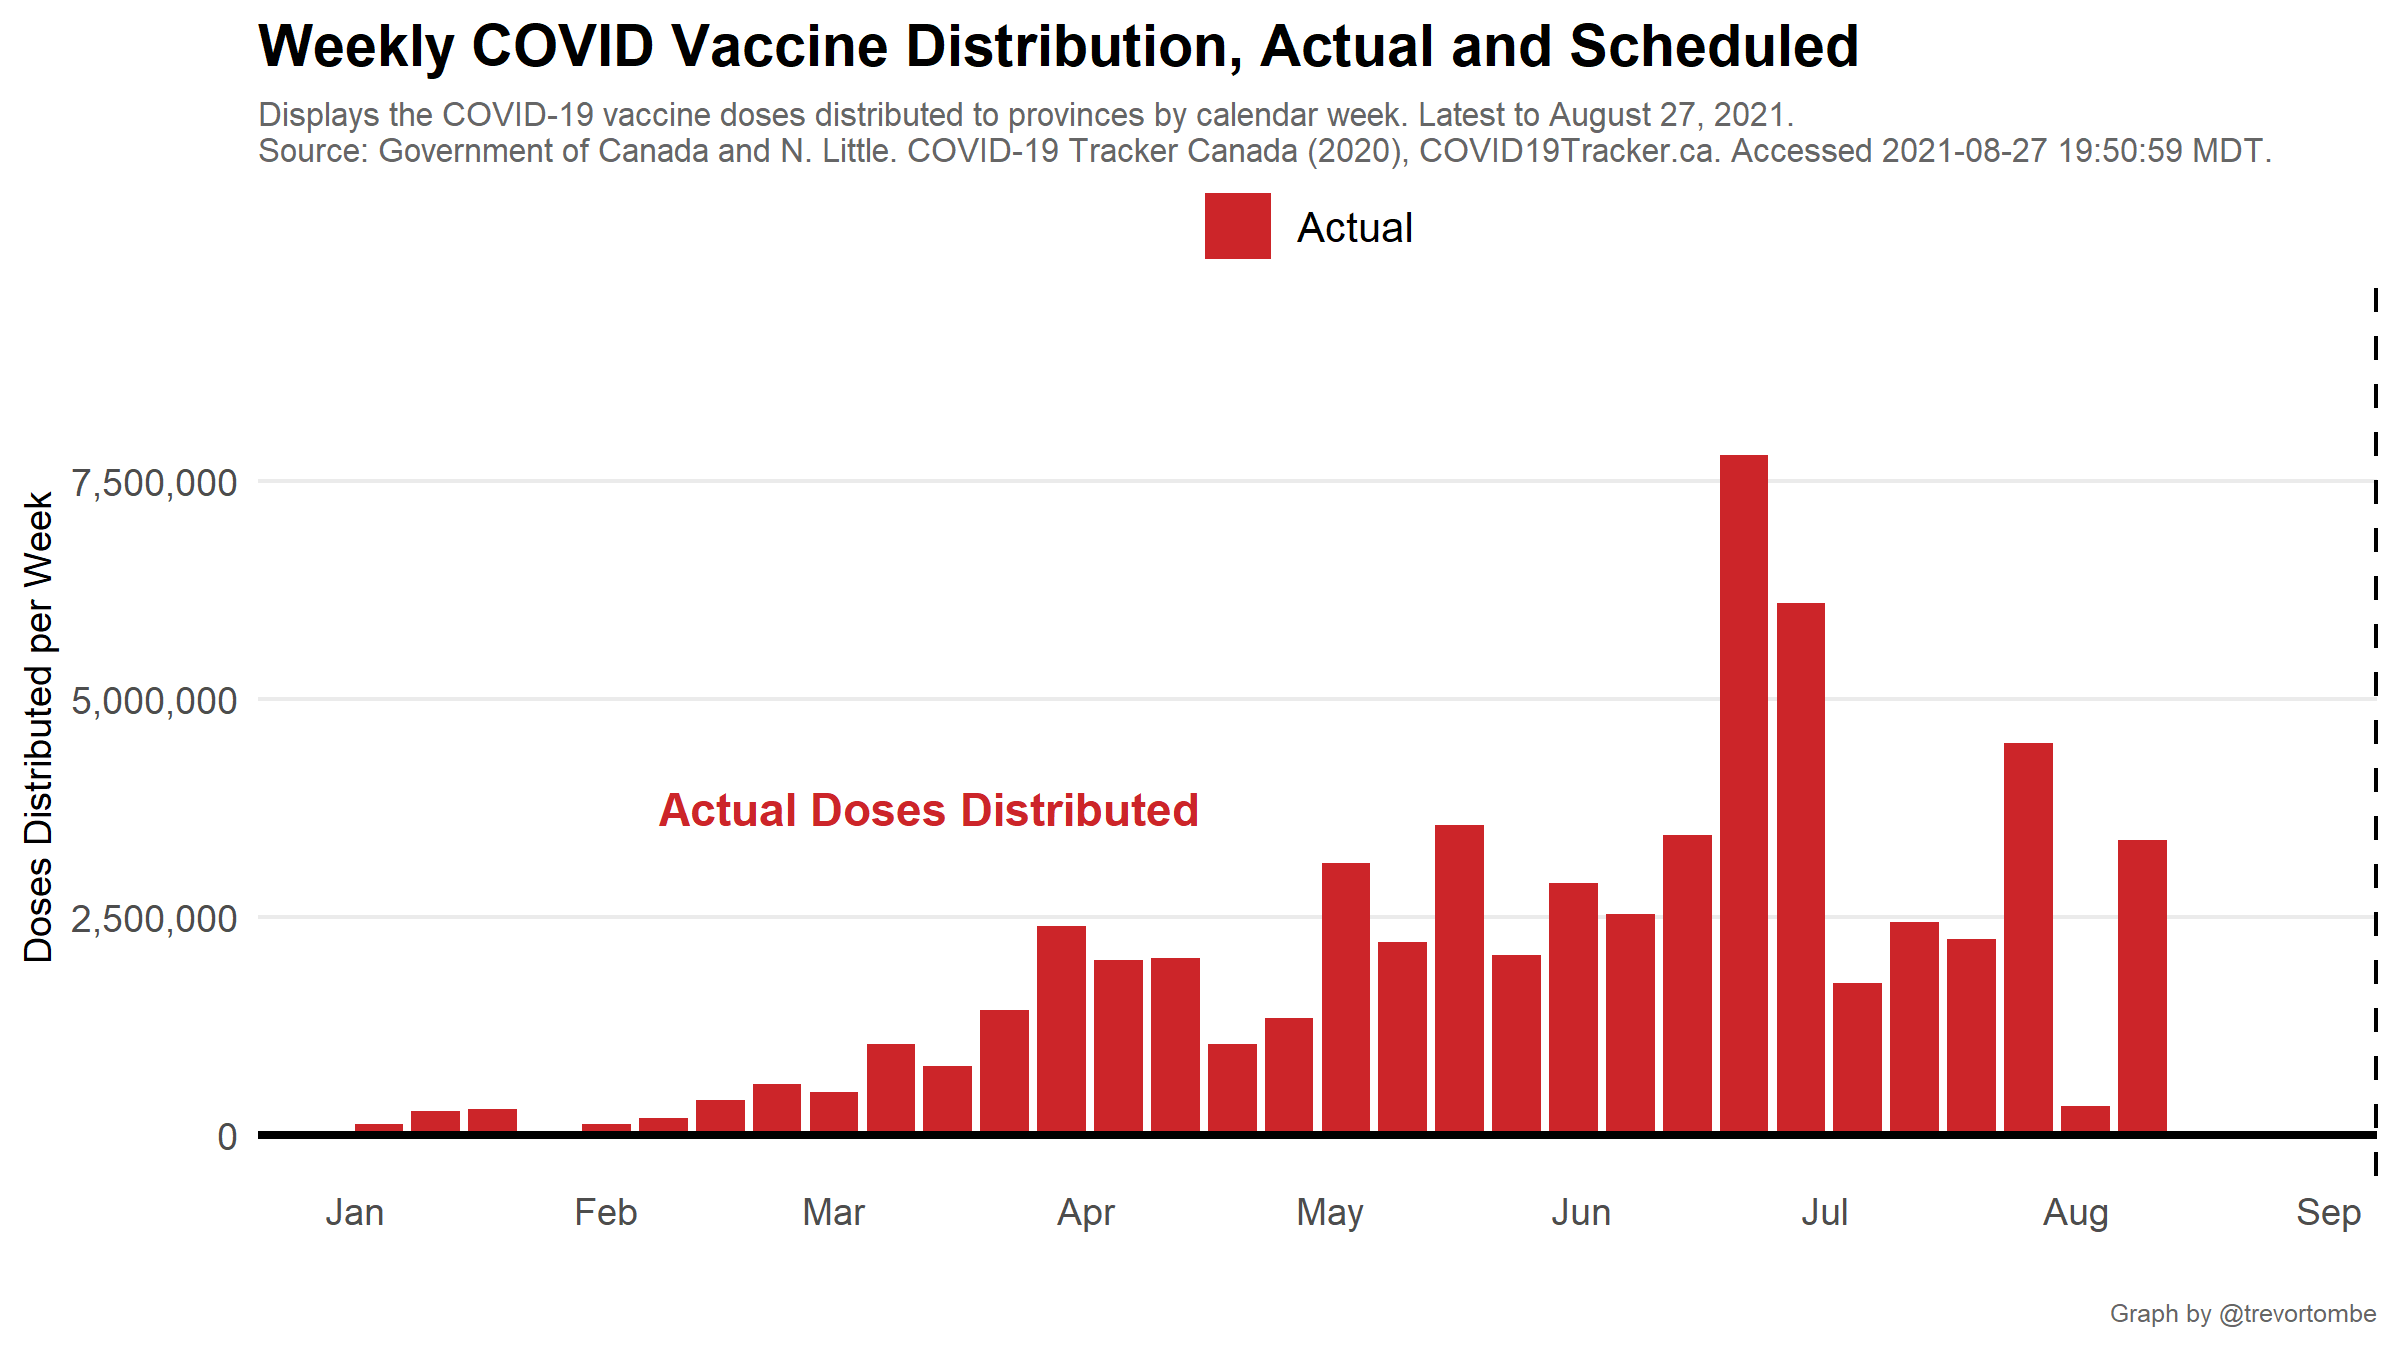 Weekly COVID Vaccine Distribution, Actual and Scheduled
Displays the COVID-19 vaccine doses distributed to provinces by calendar week. Latest to August 27, 2021.
Source: Government of Canada and N. Little. COVID-19 Tracker Canada (2020), COVID19Tracker.ca. Accessed 2021-08-27 19:50:59 MDT.
Actual
Doses Distributed per Week
7,500,000
5,000,000
2,500,000
0
Actual Doses Distributed
Jan Feb Mar Apr May Jun Jul Aug Sep
Graph by @trevortombe